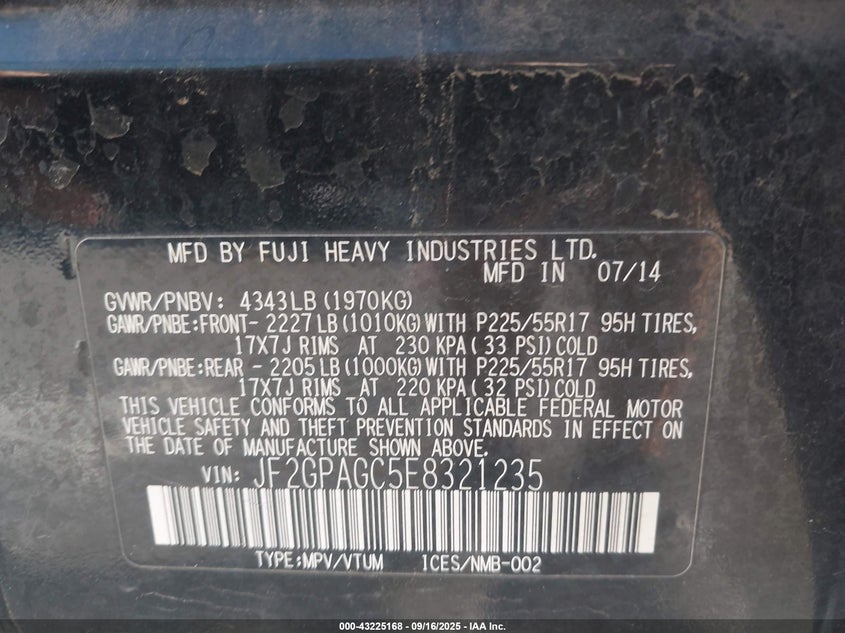 MFD BY FUJI HEAVY INDUSTRIES LTD.
MFD IN 07/14
GVWR/PNBV: 4343LB (1970KG)
GAWR/PNBE:FRONT- 2227LB (1010KG) WITH P225/55R17 95H TIRES,
17X7J RIMS AT 230 KPA ( 33 PSI) COLD
GAWR/PNBE:REAR - 2205LB (1000KG) WITH P225/55R17 95H TIRES,
17X7J RIMS AT 220 KPA ( 32 PSI) COLD
THIS VEHICLE CONFORMS TO ALL APPLICABLE FEDERAL MOTOR
VEHICLE SAFETY AND THEFT PREVENTION STANDARDS IN EFFECT ON
THE DATE OF MANUFACTURE SHOWN ABOVE.
VIN: JF2GPAGC5E8321235
TYPE:MPV/VTUM ICES/NMB-002
000-43225168 - 09/16/2025 - IAA Inc.